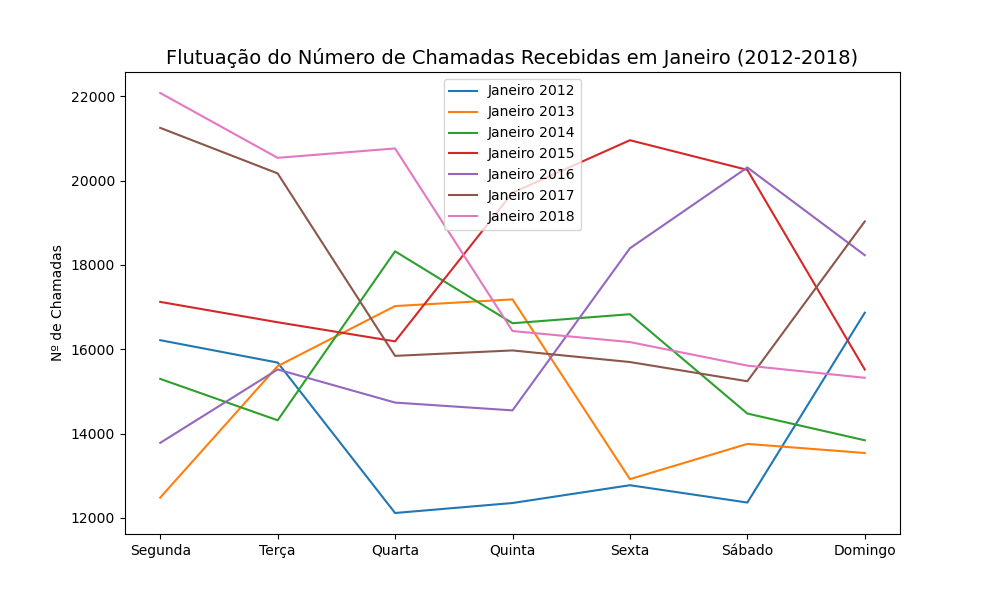 Flutuação do Número de Chamadas Recebidas em Janeiro (2012-2018)
Nº de Chamadas
22000
20000
18000
16000
14000
12000
Janeiro 2012
Janeiro 2013
Janeiro 2014
Janeiro 2015
Janeiro 2016
Janeiro 2017
Janeiro 2018
Segunda
Terça
Quarta
Quinta
Sexta
Sábado
Domingo